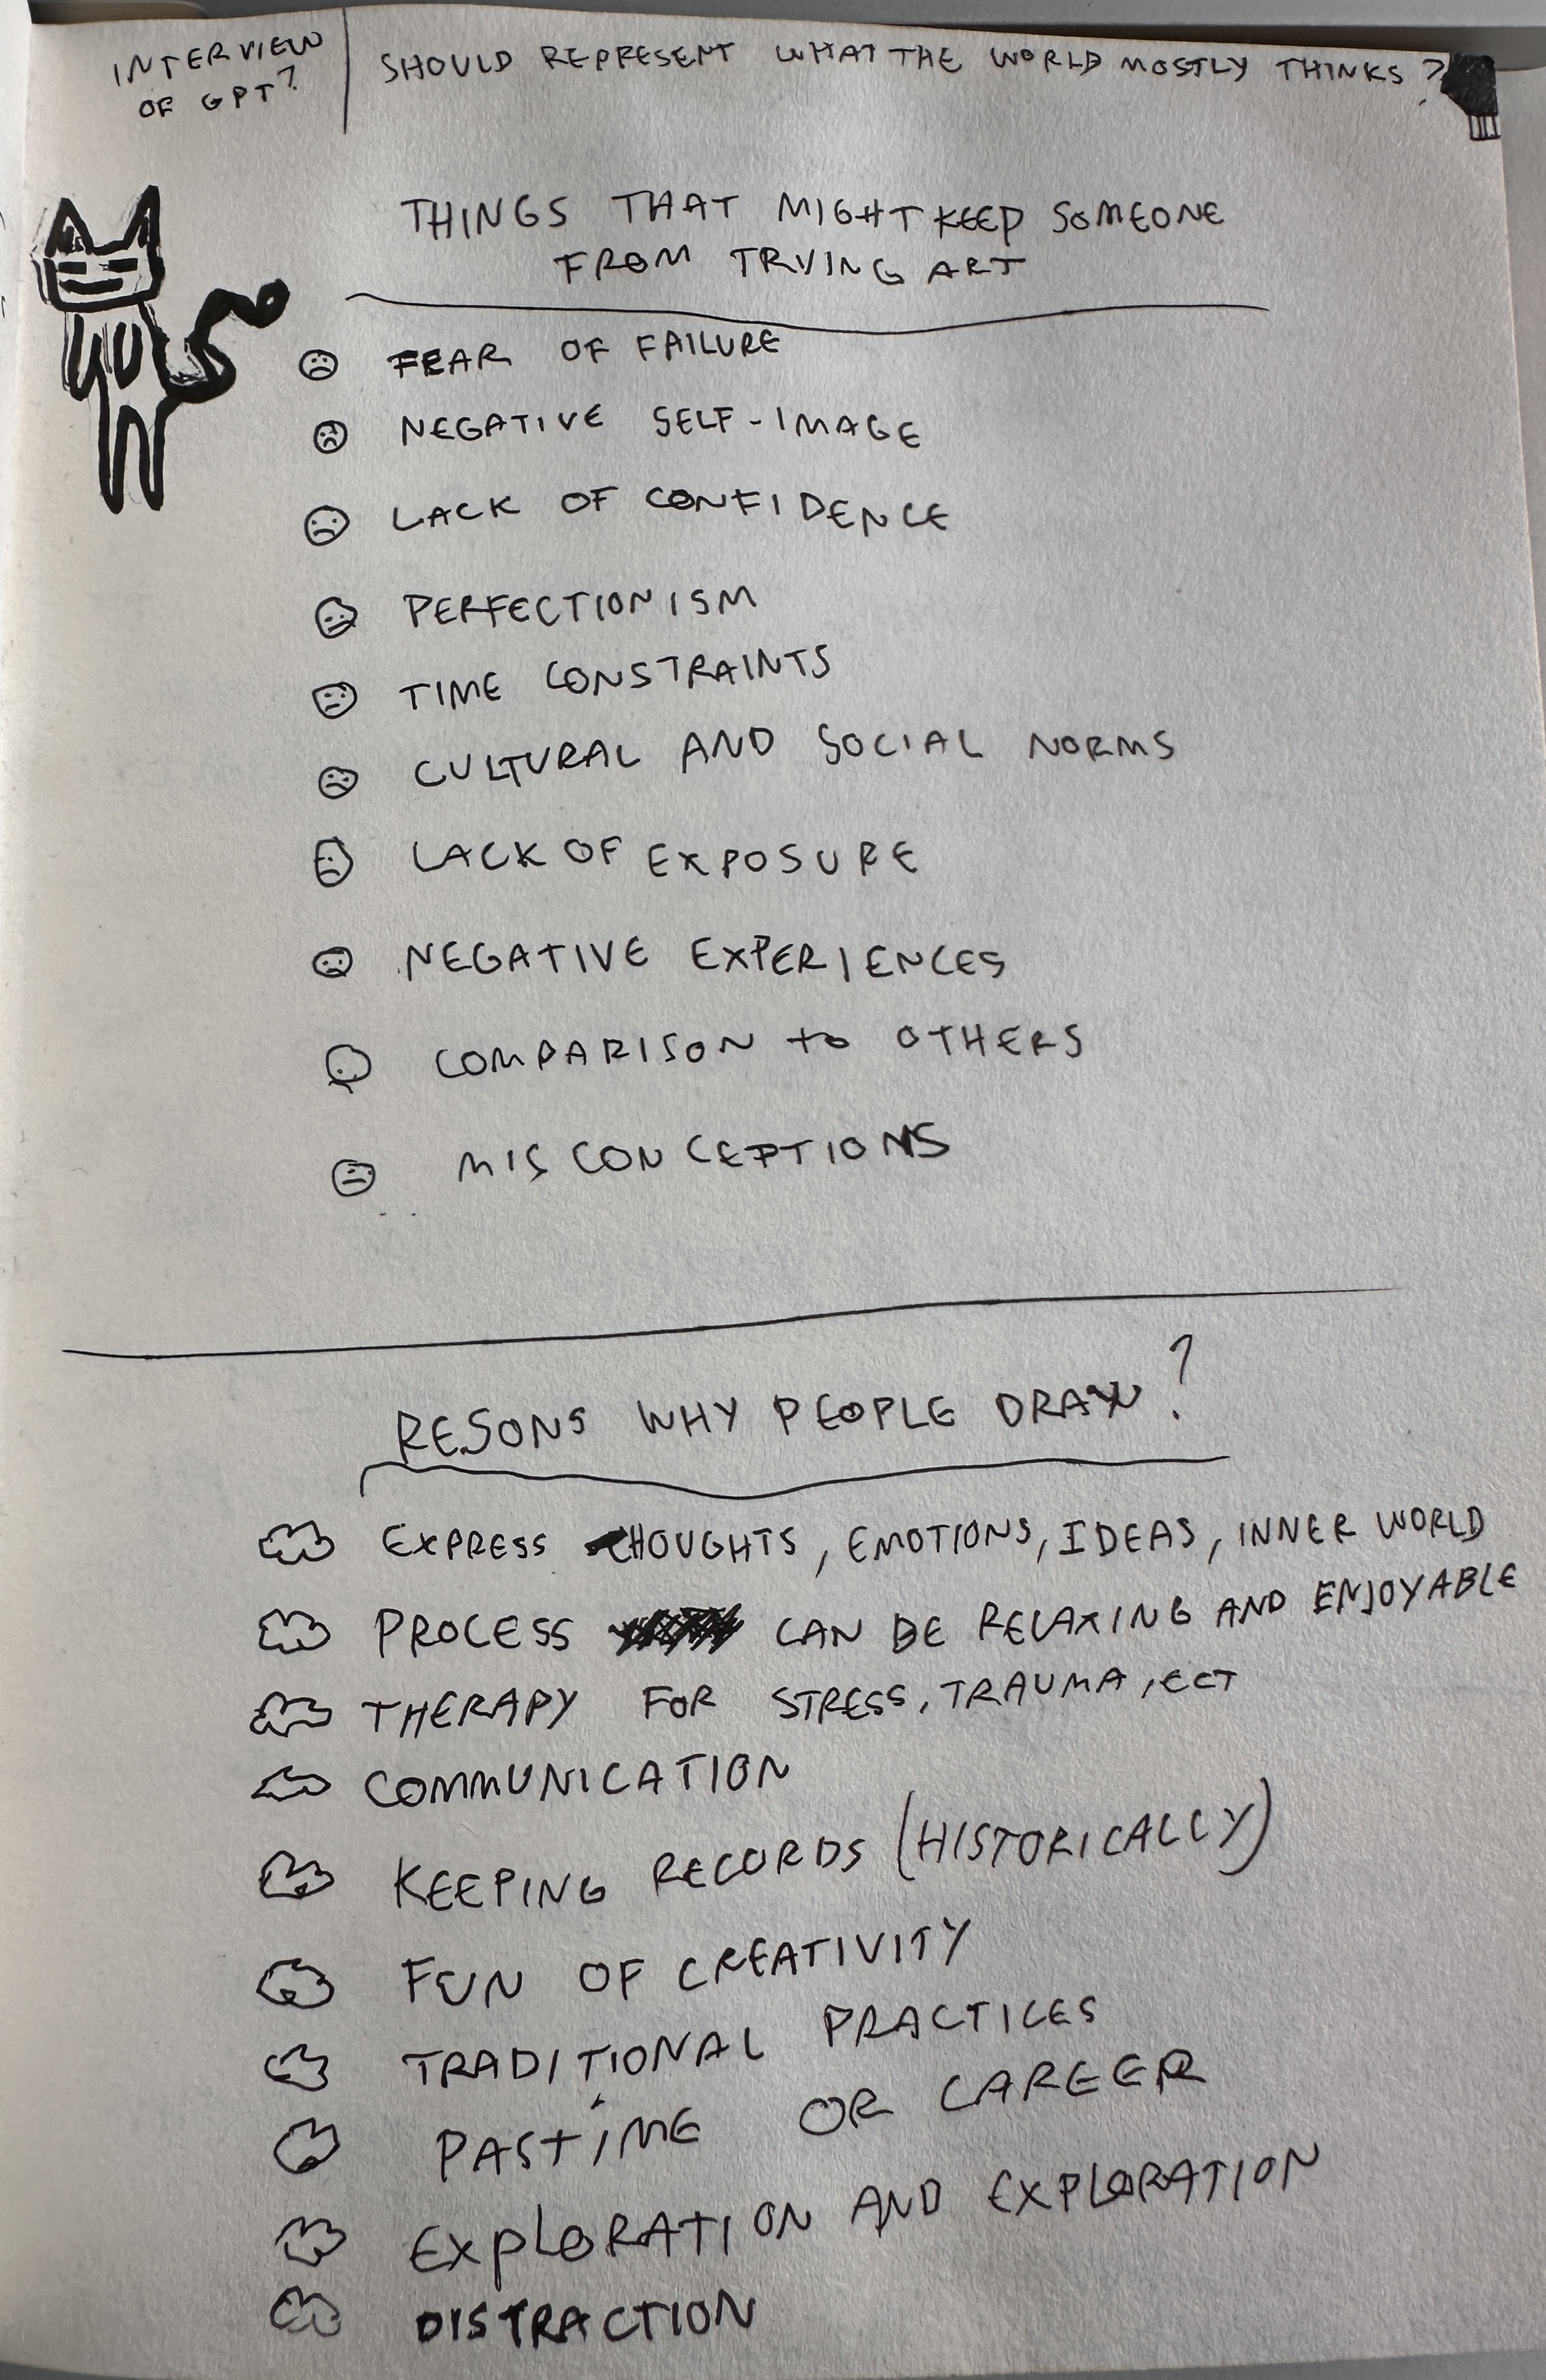 INTERVIEW
OF GPT?
SHOULD REPRESENT WHAT THE WORLD MOSTLY THINKS?
THINGS THAT MIGHT KEEP SOMEONE
FROM TRYING ART
FEAR OF FAILURE
NEGATIVE SELF-IMAGE
LACK OF CONFIDENCE
PERFECTIONISM
TIME CONSTRAINTS
CULTURAL AND SOCIAL NORMS
LACK OF EXPOSURE
NEGATIVE EXPERIENCES
COMPARISON to OTHERS
MISCONCEPTIONS
RESONS WHY PEOPLE DRAW?
EXPRESS THOUGHTS, EMOTIONS, IDEAS, INNER WORLD
PROCESS CAN BE RELAXING AND ENJOYABLE
THERAPY FOR STRESS, TRAUMA, ECT
COMMUNICATION
KEEPING RECORDS (HISTORICALLY)
FUN OF CREATIVITY
TRADITIONAL PRACTICES
PASTIME OR CAREER
EXPLORATION AND EXPLORATION
DISTRACTION